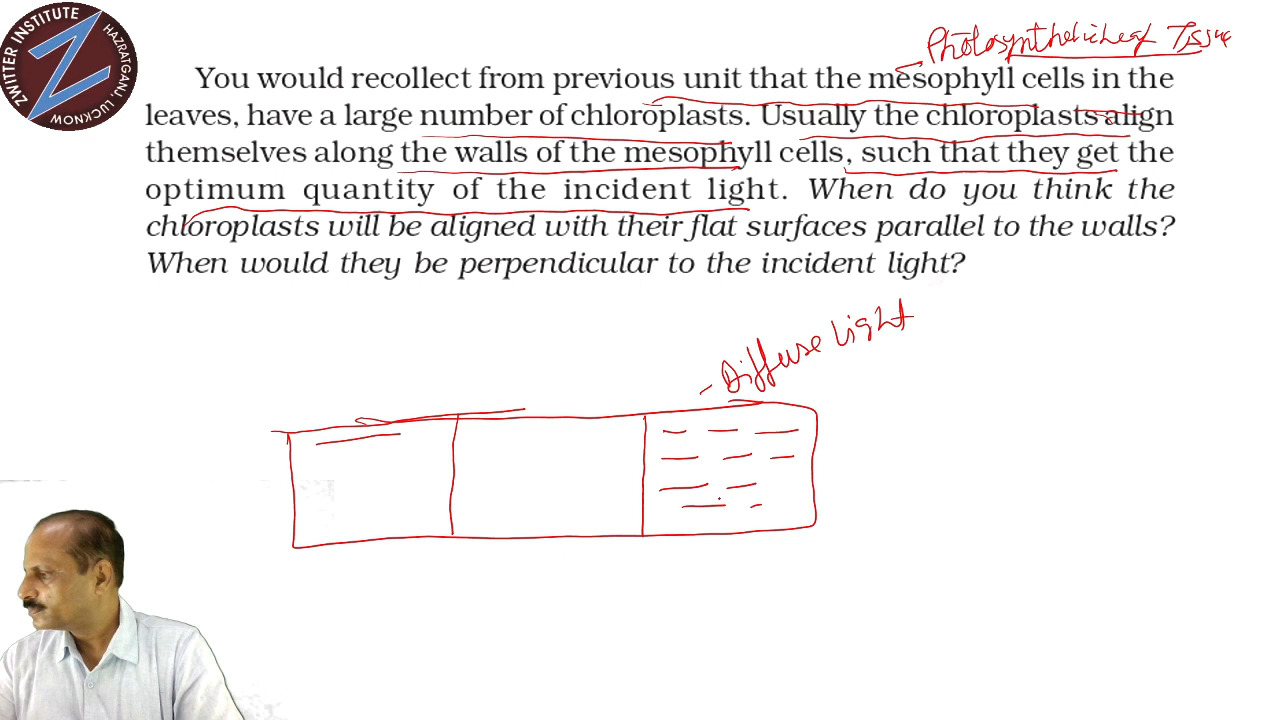 ZWITTER INSTITUTE
HAZRATGANJ, LUCKNOW
Photosynthetic Leaf Tissue
You would recollect from previous unit that the mesophyll cells in the
leaves, have a large number of chloroplasts. Usually the chloroplasts align
themselves along the walls of the mesophyll cells, such that they get the
optimum quantity of the incident light. When do you think the
chloroplasts will be aligned with their flat surfaces parallel to the walls?
When would they be perpendicular to the incident light?
- Diffuse Light